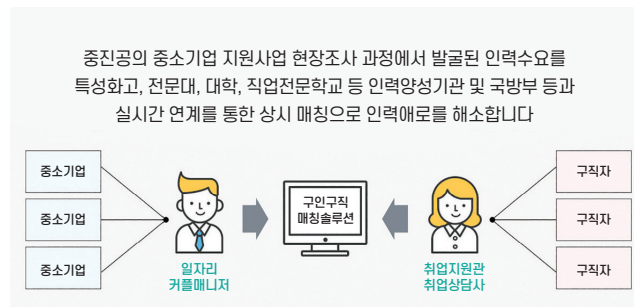 중진공의 중소기업 지원사업 현장조사 과정에서 발굴된 인력수요를
특성화고, 전문대, 대학, 직업전문학교 등 인력양성기관 및 국방부 등과
실시간 연계를 통한 상시 매칭으로 인력애로를 해소합니다
중소기업
중소기업
중소기업
일자리
커플매니저
구인구직
매칭솔루션
취업지원관
취업상담사
구직자
구직자
구직자